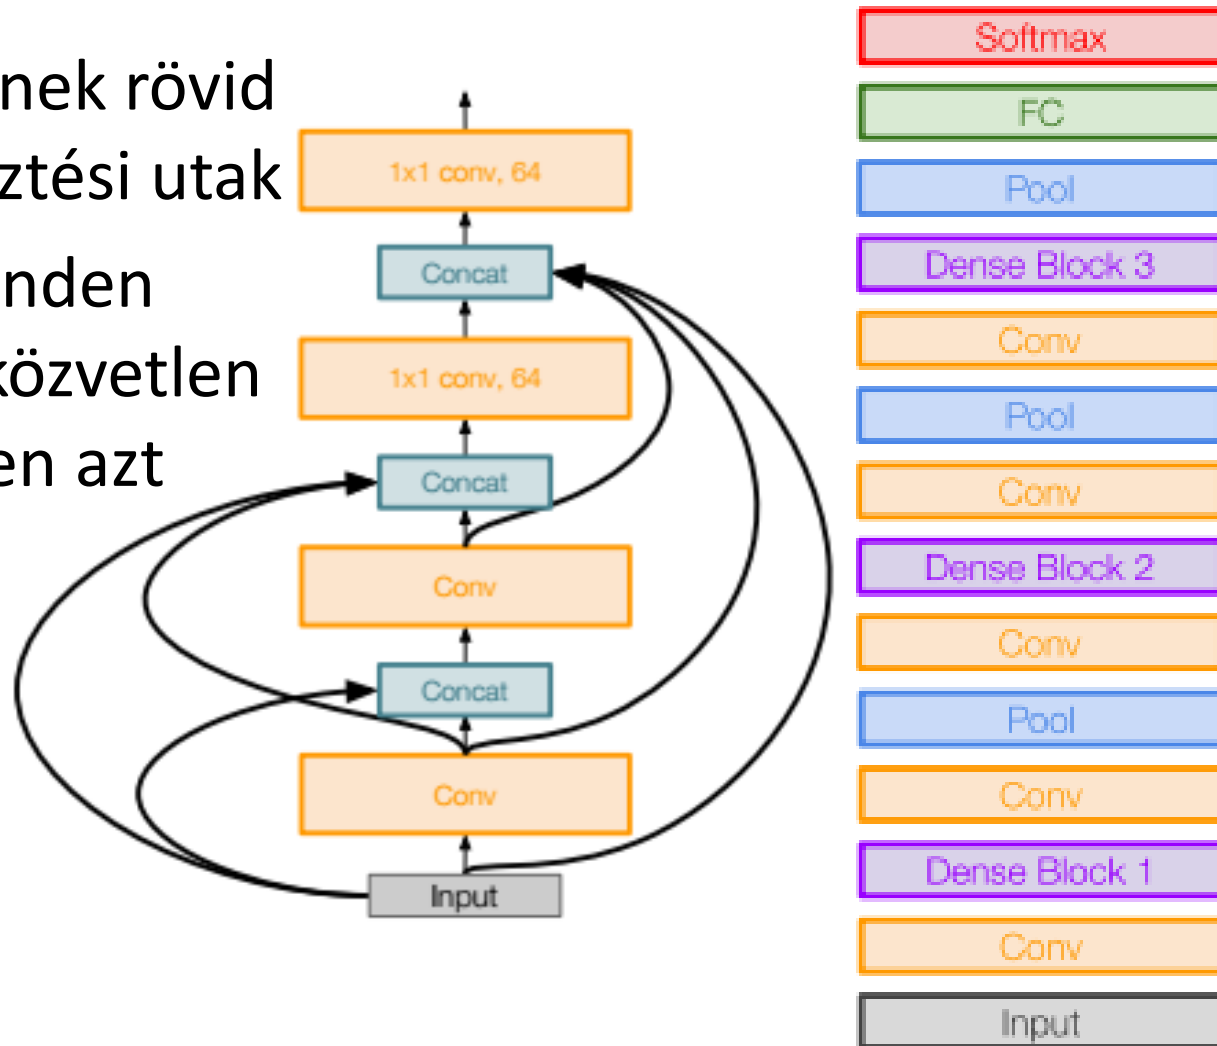 nek rövid
ztési utak
nden
közvetlen
en azt
1x1 conv, 64
Concat
1x1 conv, 64
Concat
Conv
Concat
Conv
Input
Softmax
FC
Pool
Dense Block 3
Conv
Pool
Conv
Dense Block 2
Conv
Pool
Conv
Dense Block 1
Conv
Input